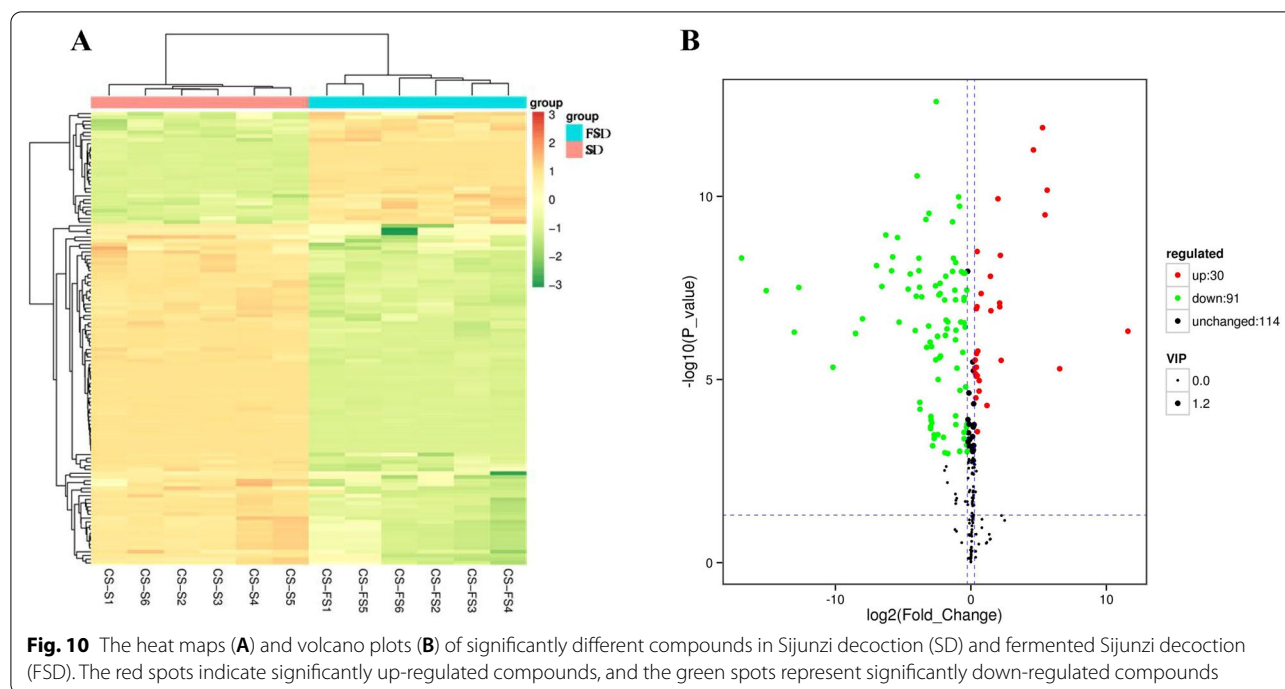 A
group
3
2
1
0
−1
−2
−3
group
FSD
SD
CS−S1
CS−S6
CS−S2
CS−S3
CS−S4
CS−S5
CS−FS1
CS−FS5
CS−FS6
CS−FS2
CS−FS3
CS−FS4
B
-log10(P_value)
10
5
0
-10
0
10
log2(Fold_Change)
regulated
up:30
down:91
unchanged:114
VIP
0.0
1.2
Fig. 10 The heat maps (A) and volcano plots (B) of significantly different compounds in Sijunzi decoction (SD) and fermented Sijunzi decoction
(FSD). The red spots indicate significantly up-regulated compounds, and the green spots represent significantly down-regulated compounds